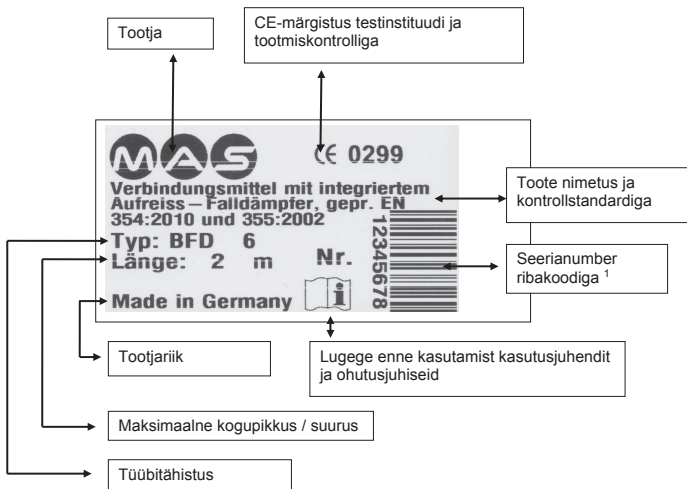 Tootja
CE-märgistus testinstituudi ja
tootmiskontrolliga
MAS
CE 0299
Verbindungsmittel mit integriertem
Aufreiss – Falldämpfer, gepr. EN
354:2010 und 355:2002
Typ: BFD 6
Länge: 2 m
Nr.
12345678
Made in Germany
i
Toote nimetus ja
kontrollstandardiga
Seerianumber
ribakoodiga ¹
Tootjariik
Lugege enne kasutamist kasutusjuhendit
ja ohutusjuhiseid
Maksimaalne kogupikkus / suurus
Tüübitähistus